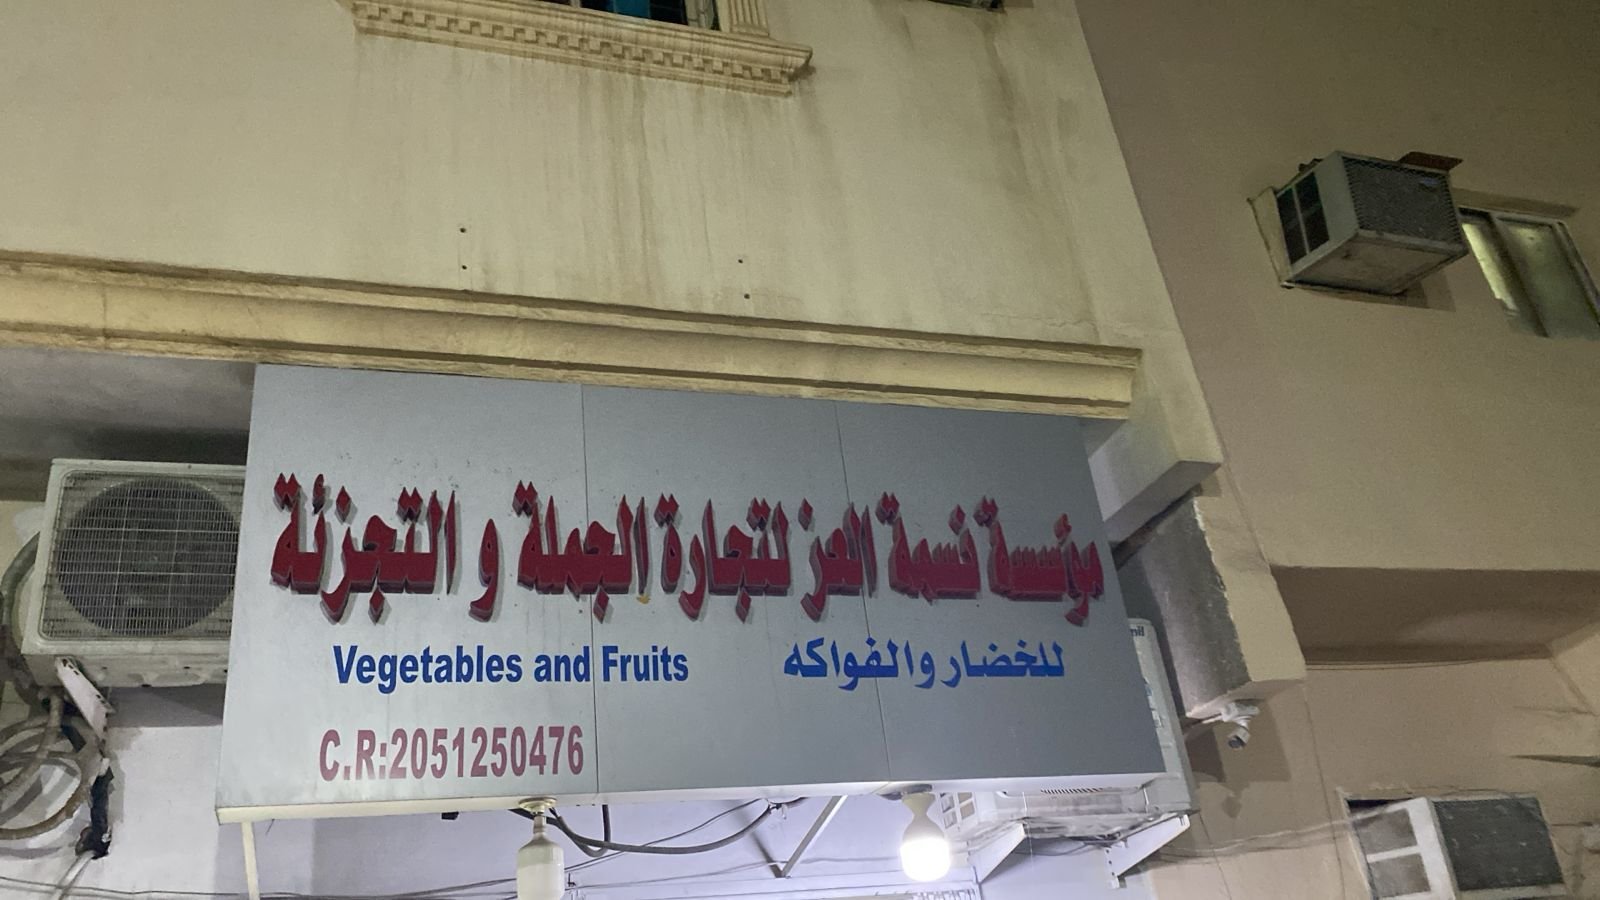 مؤسسة نسمة العز لتجارة الجملة و التجزئة
للخضار والفواكه
Vegetables and Fruits
C.R:2051250476